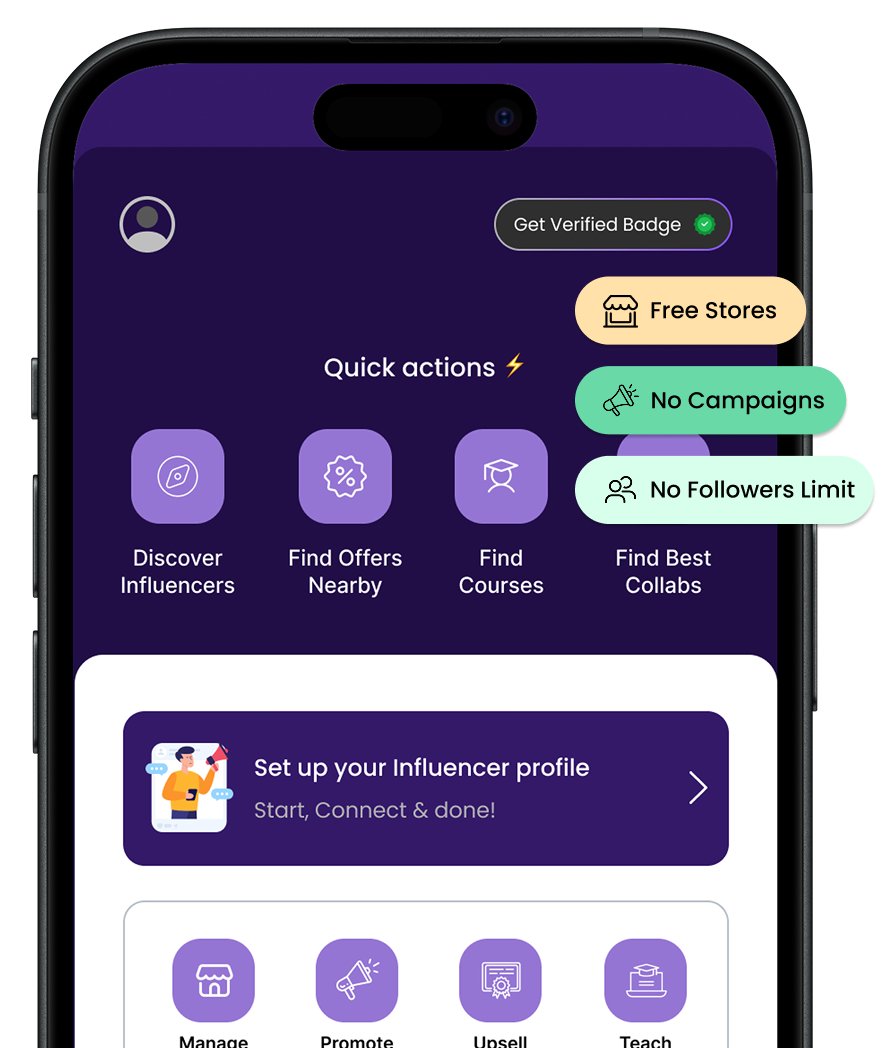 Get Verified Badge
Free Stores
Quick actions ⚡
No Campaigns
No Followers Limit
Discover
Influencers
Find Offers
Nearby
Find
Courses
Find Best
Collabs
Set up your Influencer profile
Start, Connect & done!
Manage
Promote
Upsell
Teach